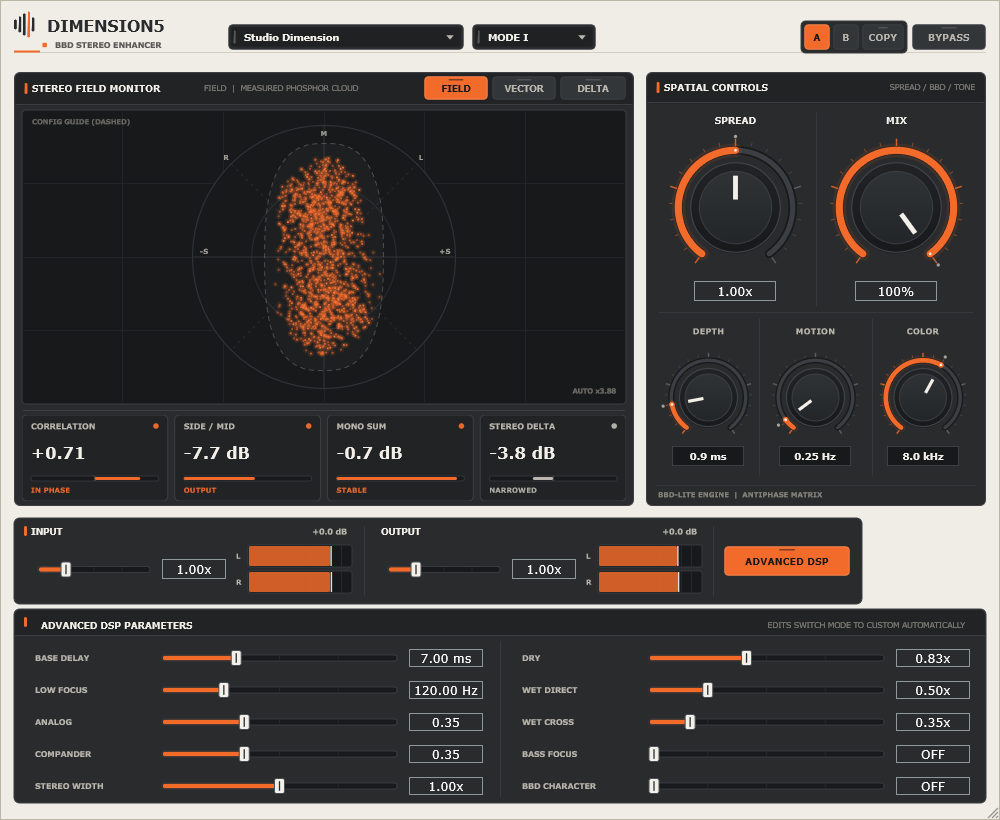 DIMENSION5
BBD STEREO ENHANCER
Studio Dimension
MODE I
A B COPY
BYPASS
STEREO FIELD MONITOR
FIELD | MEASURED PHOSPHOR CLOUD
FIELD
VECTOR
DELTA
CONFIG GUIDE (DASHED)
M
R
L
-S
+S
AUTO x3.88
CORRELATION
+0.71
IN PHASE
SIDE / MID
-7.7 dB
OUTPUT
MONO SUM
-0.7 dB
STABLE
STEREO DELTA
-3.8 dB
NARROWED
SPATIAL CONTROLS
SPREAD / BBD / TONE
SPREAD
MIX
1.00x
100%
DEPTH
MOTION
COLOR
0.9 ms
0.25 Hz
8.0 kHz
BBD-LITE ENGINE | ANTIPHASE MATRIX
INPUT
+0.0 dB
1.00x
L
R
OUTPUT
+0.0 dB
1.00x
L
R
ADVANCED DSP
ADVANCED DSP PARAMETERS
EDITS SWITCH MODE TO CUSTOM AUTOMATICALLY
BASE DELAY
7.00 ms
LOW FOCUS
120.00 Hz
ANALOG
0.35
COMPANDER
0.35
STEREO WIDTH
1.00x
DRY
0.83x
WET DIRECT
0.50x
WET CROSS
0.35x
BASS FOCUS
OFF
BBD CHARACTER
OFF